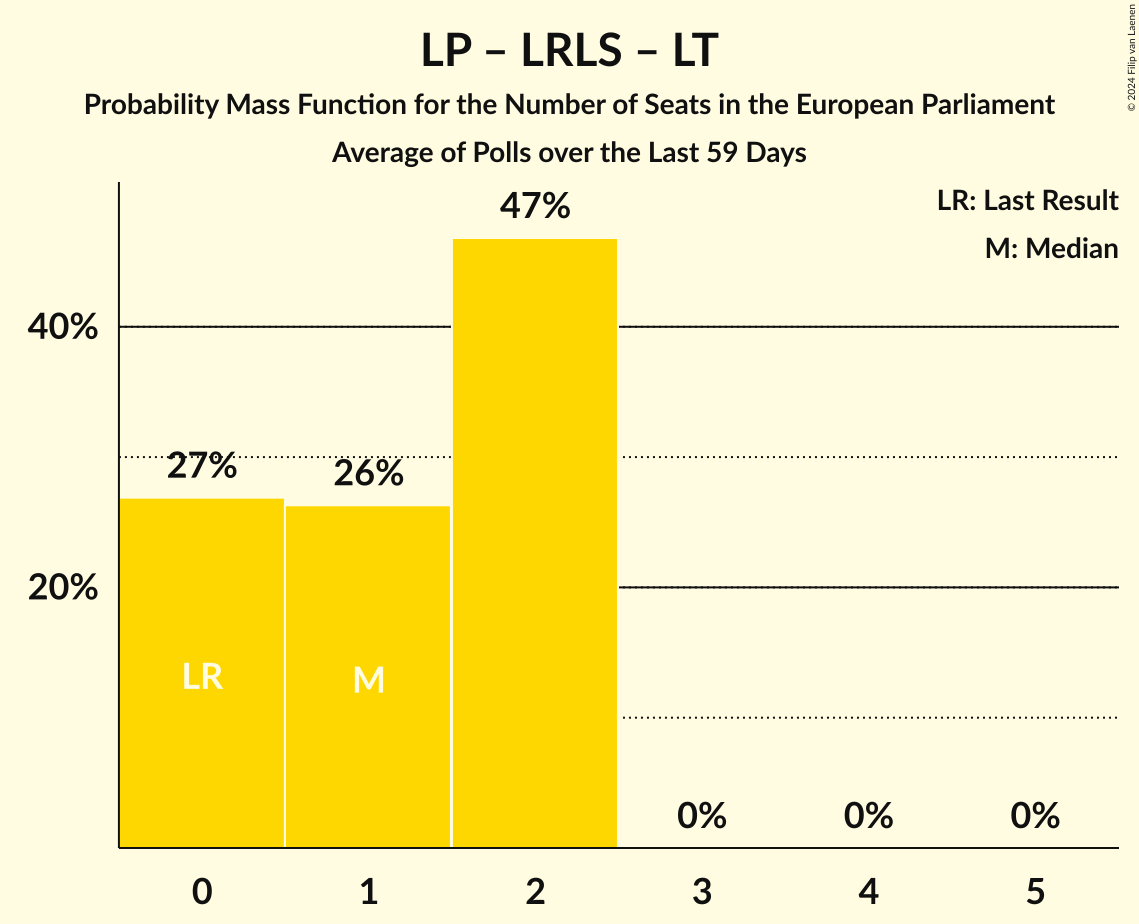 LP – LRLS – LT
Probability Mass Function for the Number of Seats in the European Parliament
Average of Polls over the Last 59 Days
© 2024 Filip van Laenen
LR: Last Result
M: Median
47%
40%
27%
26%
20%
LR
M
0%
0%
0%
0
1
2
3
4
5